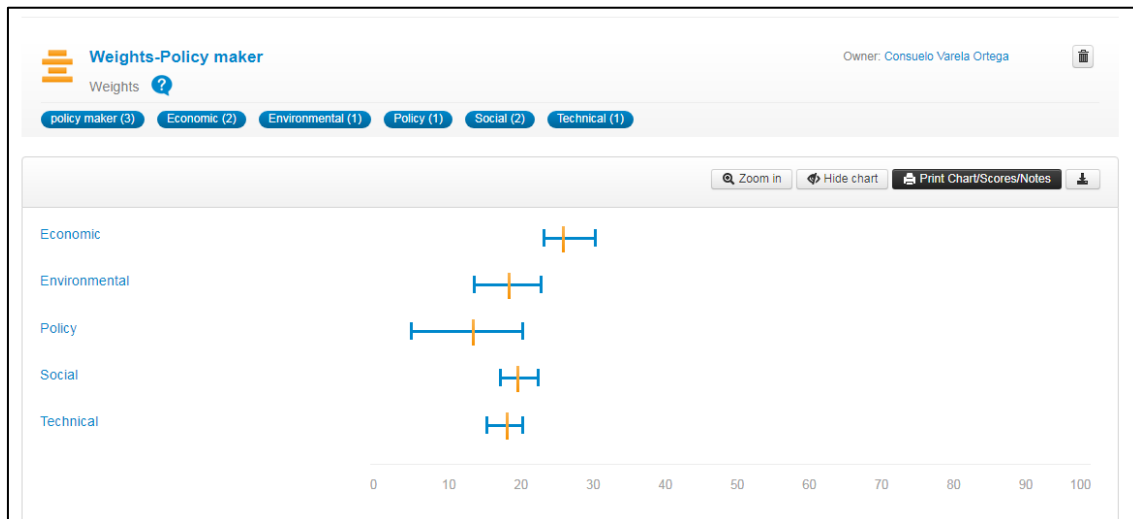 Weights-Policy maker
Owner: Consuelo Varela Ortega
Weights ?
policy maker (3) Economic (2) Environmental (1) Policy (1) Social (2) Technical (1)
Zoom in Hide chart Print Chart/Scores/Notes
Economic
Environmental
Policy
Social
Technical
0 10 20 30 40 50 60 70 80 90 100